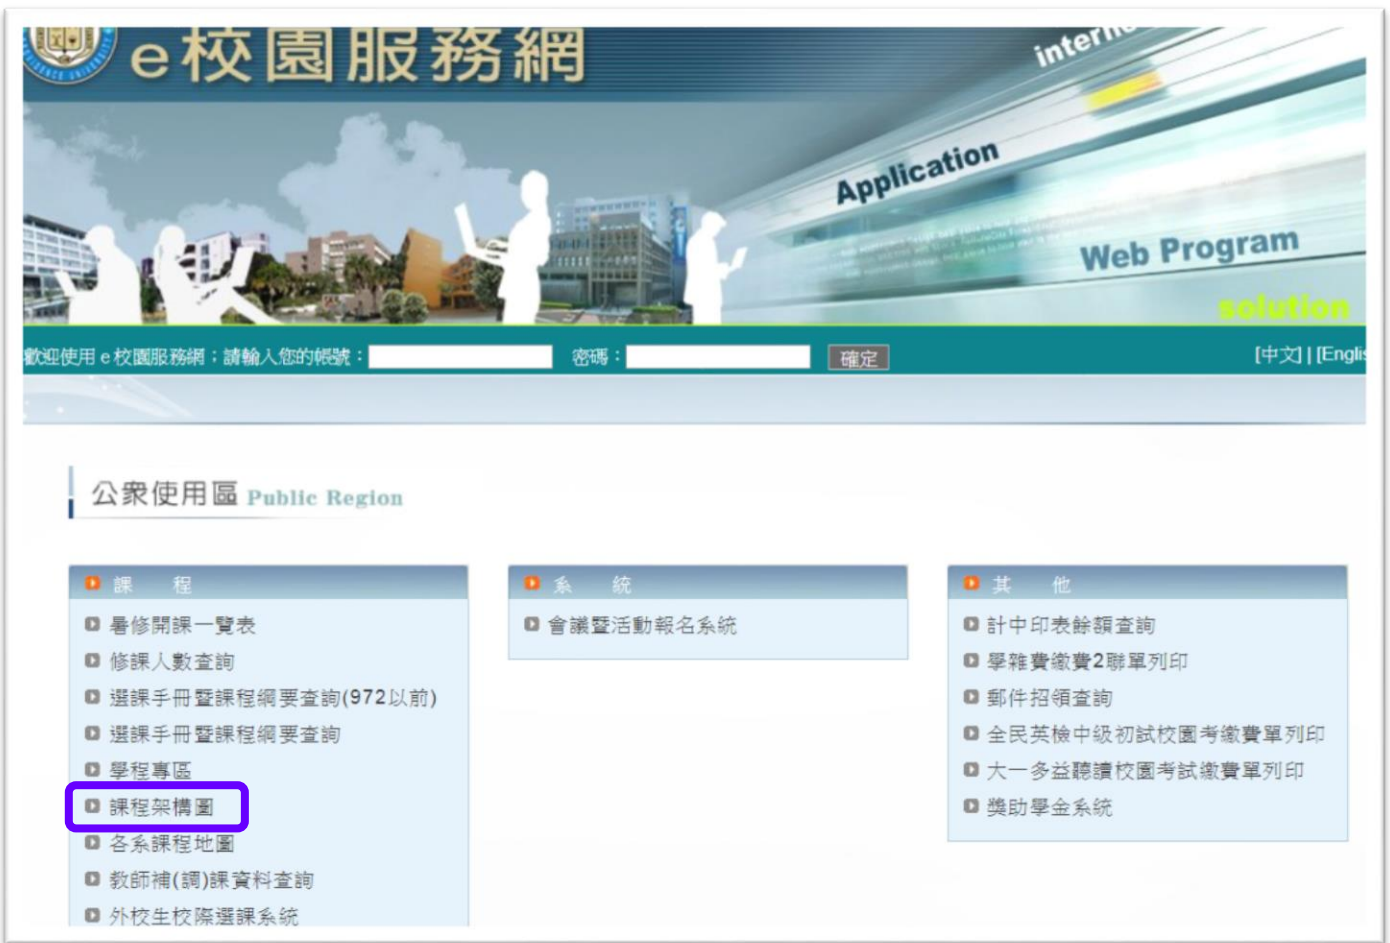 e校園服務網
Application
Web Program
solution
歡迎使用 e 校園服務網；請輸入您的帳號：
密碼：
確定
[中文] | [Englis
公眾使用區 Public Region
課 程
暑修開課一覽表
修課人數查詢
選課手冊暨課程綱要查詢(972以前)
選課手冊暨課程綱要查詢
學程專區
課程架構圖
各系課程地圖
教師補(調)課資料查詢
外校生校際選課系統
系 統
會議暨活動報名系統
其 他
計中印表餘額查詢
學雜費繳費2聯單列印
郵件招領查詢
全民英檢中級初試校園考繳費單列印
大一多益聽讀校園考試繳費單列印
獎助學金系統